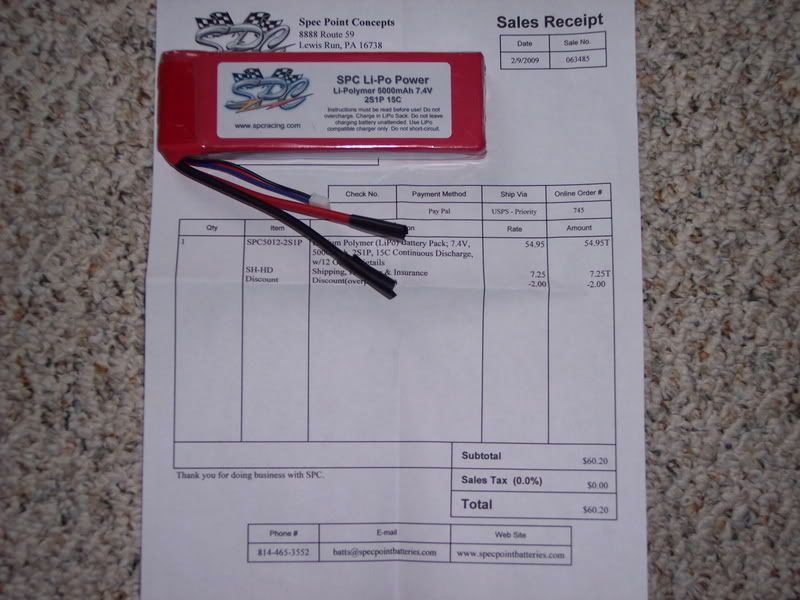 Spec Point Concepts
8888 Route 59
Lewis Run, PA 16738
Sales Receipt
Date Sale No.
2/9/2009 063485
SPC
SPC
SPC Li-Po Power
Li-Polymer 5000mAh 7.4V
2S1P 15C
Instructions must be read before use! Do not
overcharge. Charge in LiPo Sack. Do not leave
charging battery unattended. Use LiPo
compatible charger only. Do not short-circuit.
www.spcracing.com
Check No. Payment Method Ship Via Online Order #
Pay Pal USPS - Priority 745
Qty Item Rate Amount
1 SPC5012-2S1P Polymer (LiPo) Battery Pack; 7.4V, 54.95 54.95T
2S1P, 15C Continuous Discharge,
w/12
SH-HD Shipping, & Insurance 7.25 7.25T
Discount -2.00 -2.00
Subtotal $60.20
Thank you for doing business with SPC.
Sales Tax (0.0%) $0.00
Total $60.20
Phone # E-mail Web Site
814-465-3552 batts@specpointbatteries.com www.specpointbatteries.com